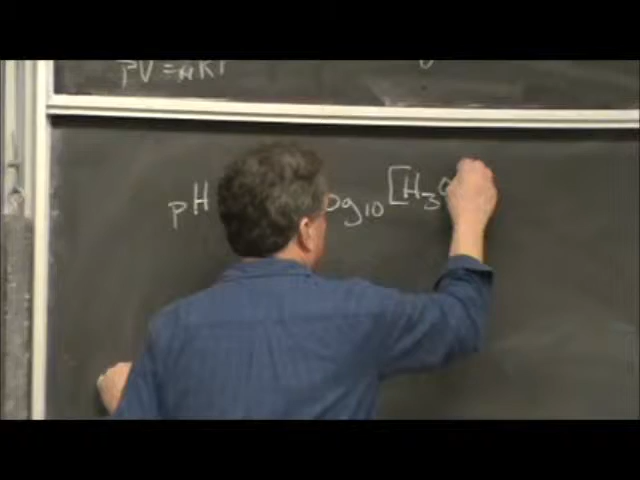 PV = nRT
pH og₁₀ [H₃O